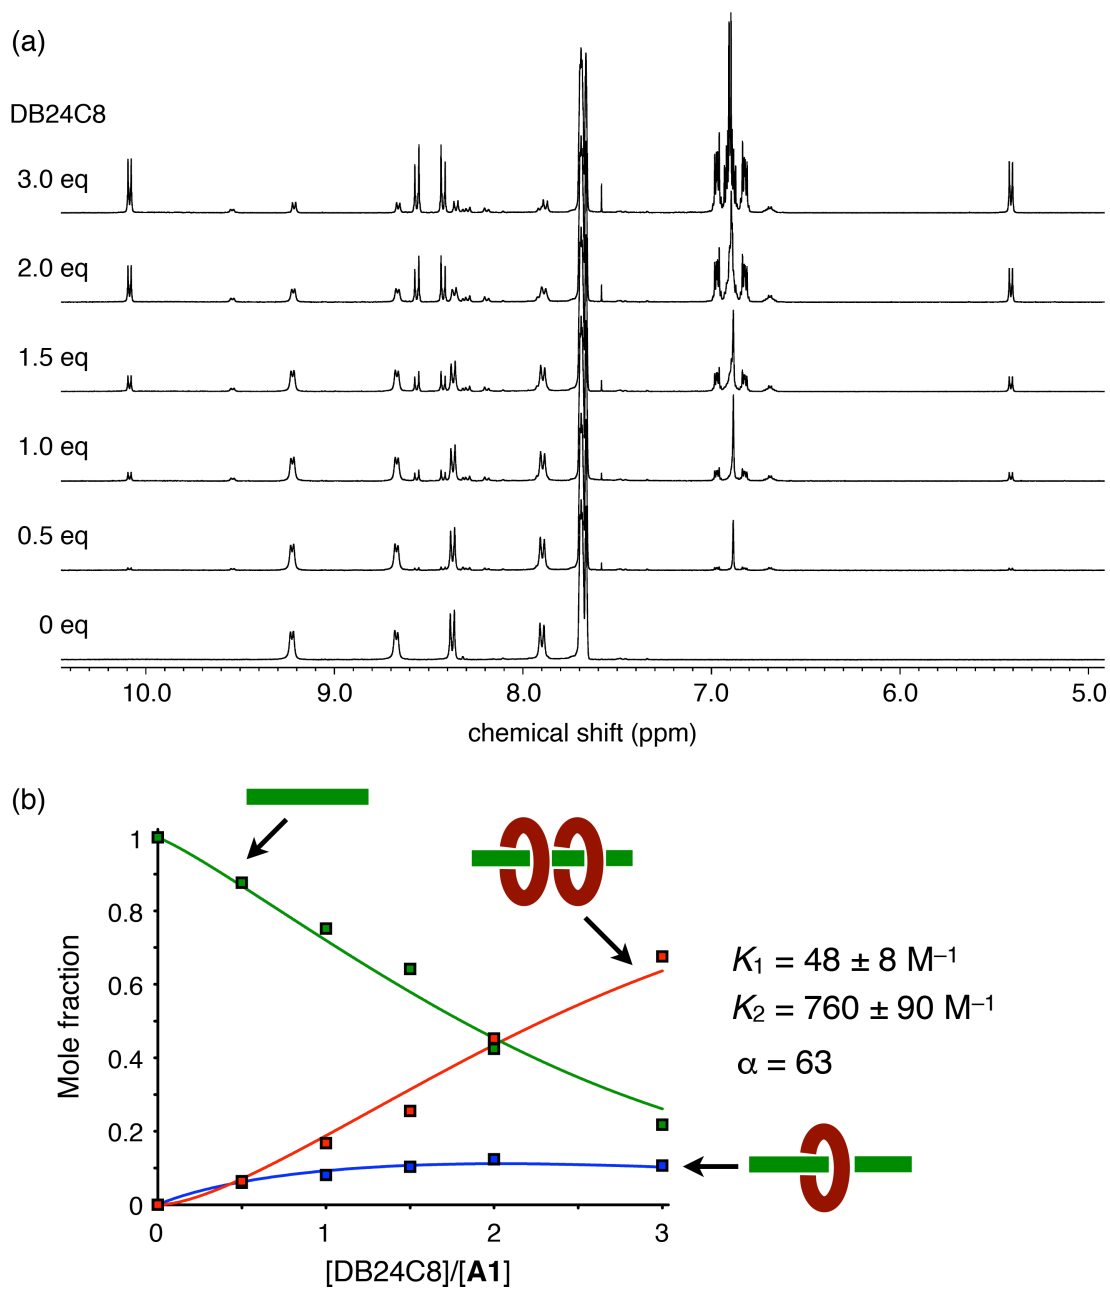 (a)
DB24C8
3.0 eq
2.0 eq
1.5 eq
1.0 eq
0.5 eq
0 eq
10.0 9.0 8.0 7.0 6.0 5.0
chemical shift (ppm)
(b)
1
0.8
0.6
0.4
0.2
0
Mole fraction
0 1 2 3
[DB24C8]/[A1]
K1 = 48 ± 8 M–1
K2 = 760 ± 90 M–1
α = 63